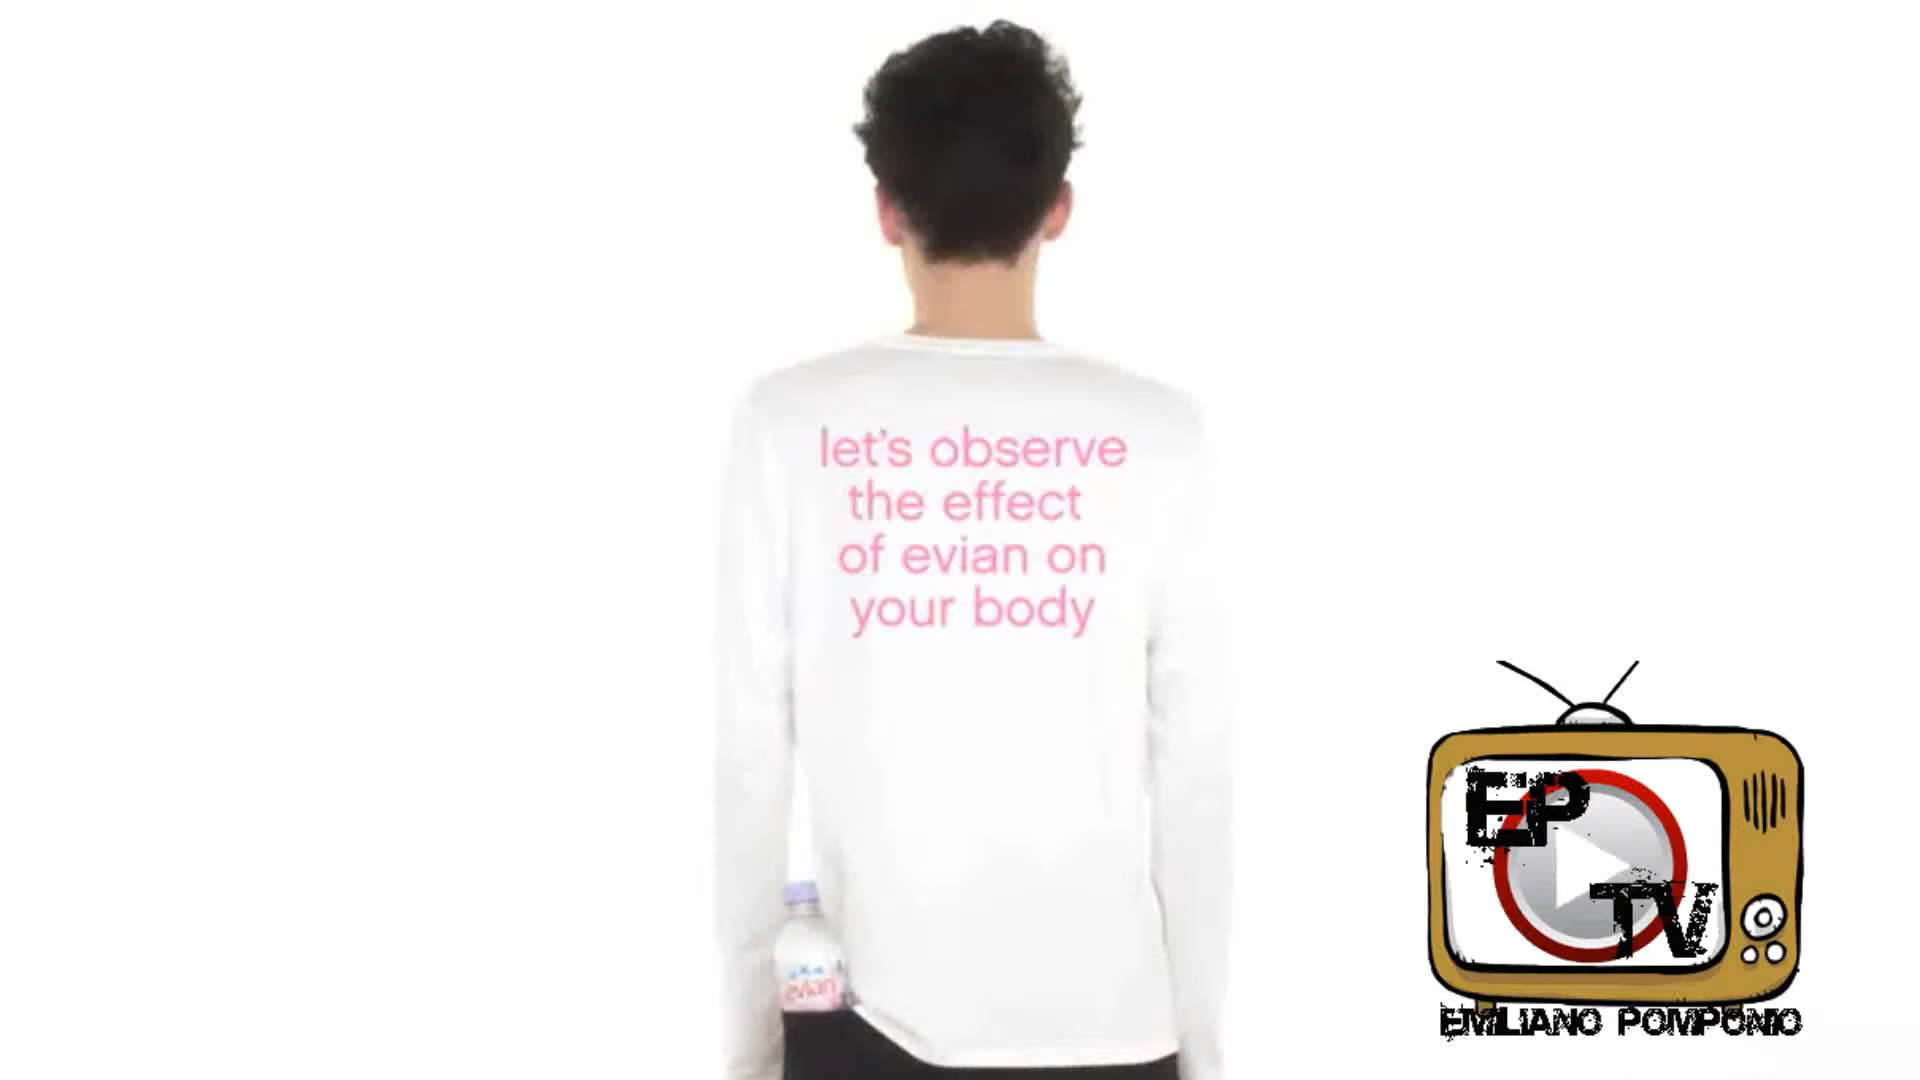 let's observe
the effect
of evian on
your body
evian
EP
TV
EMILIANO POMPONIO